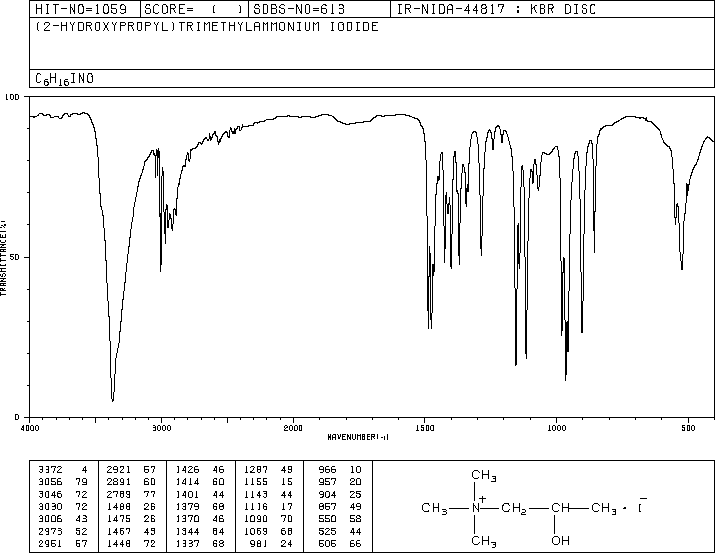 HIT-NO=1059 SCORE= ( ) SDBS-NO=613 IR-NIDA-44817 : KBR DISC
(2-HYDROXYPROPYL)TRIMETHYLAMMONIUM IODIDE
C6H16INO
100
TRANSMITTANCE(%)
50
0
4000 3000 2000 1500 1000 500
WAVENUMBER(-1)
3372 4 2921 57 1426 46 1287 49 966 10
3056 79 2891 60 1414 60 1155 15 957 20
3046 72 2789 77 1401 44 1143 44 904 25
3030 72 1488 26 1379 68 1116 17 857 49
3006 43 1475 26 1370 46 1090 70 550 58
2973 52 1467 49 1344 64 1069 68 525 44
2951 57 1448 72 1337 68 981 24 506 66
CH3
CH3 N + CH2 CH CH3 · I −
CH3 OH